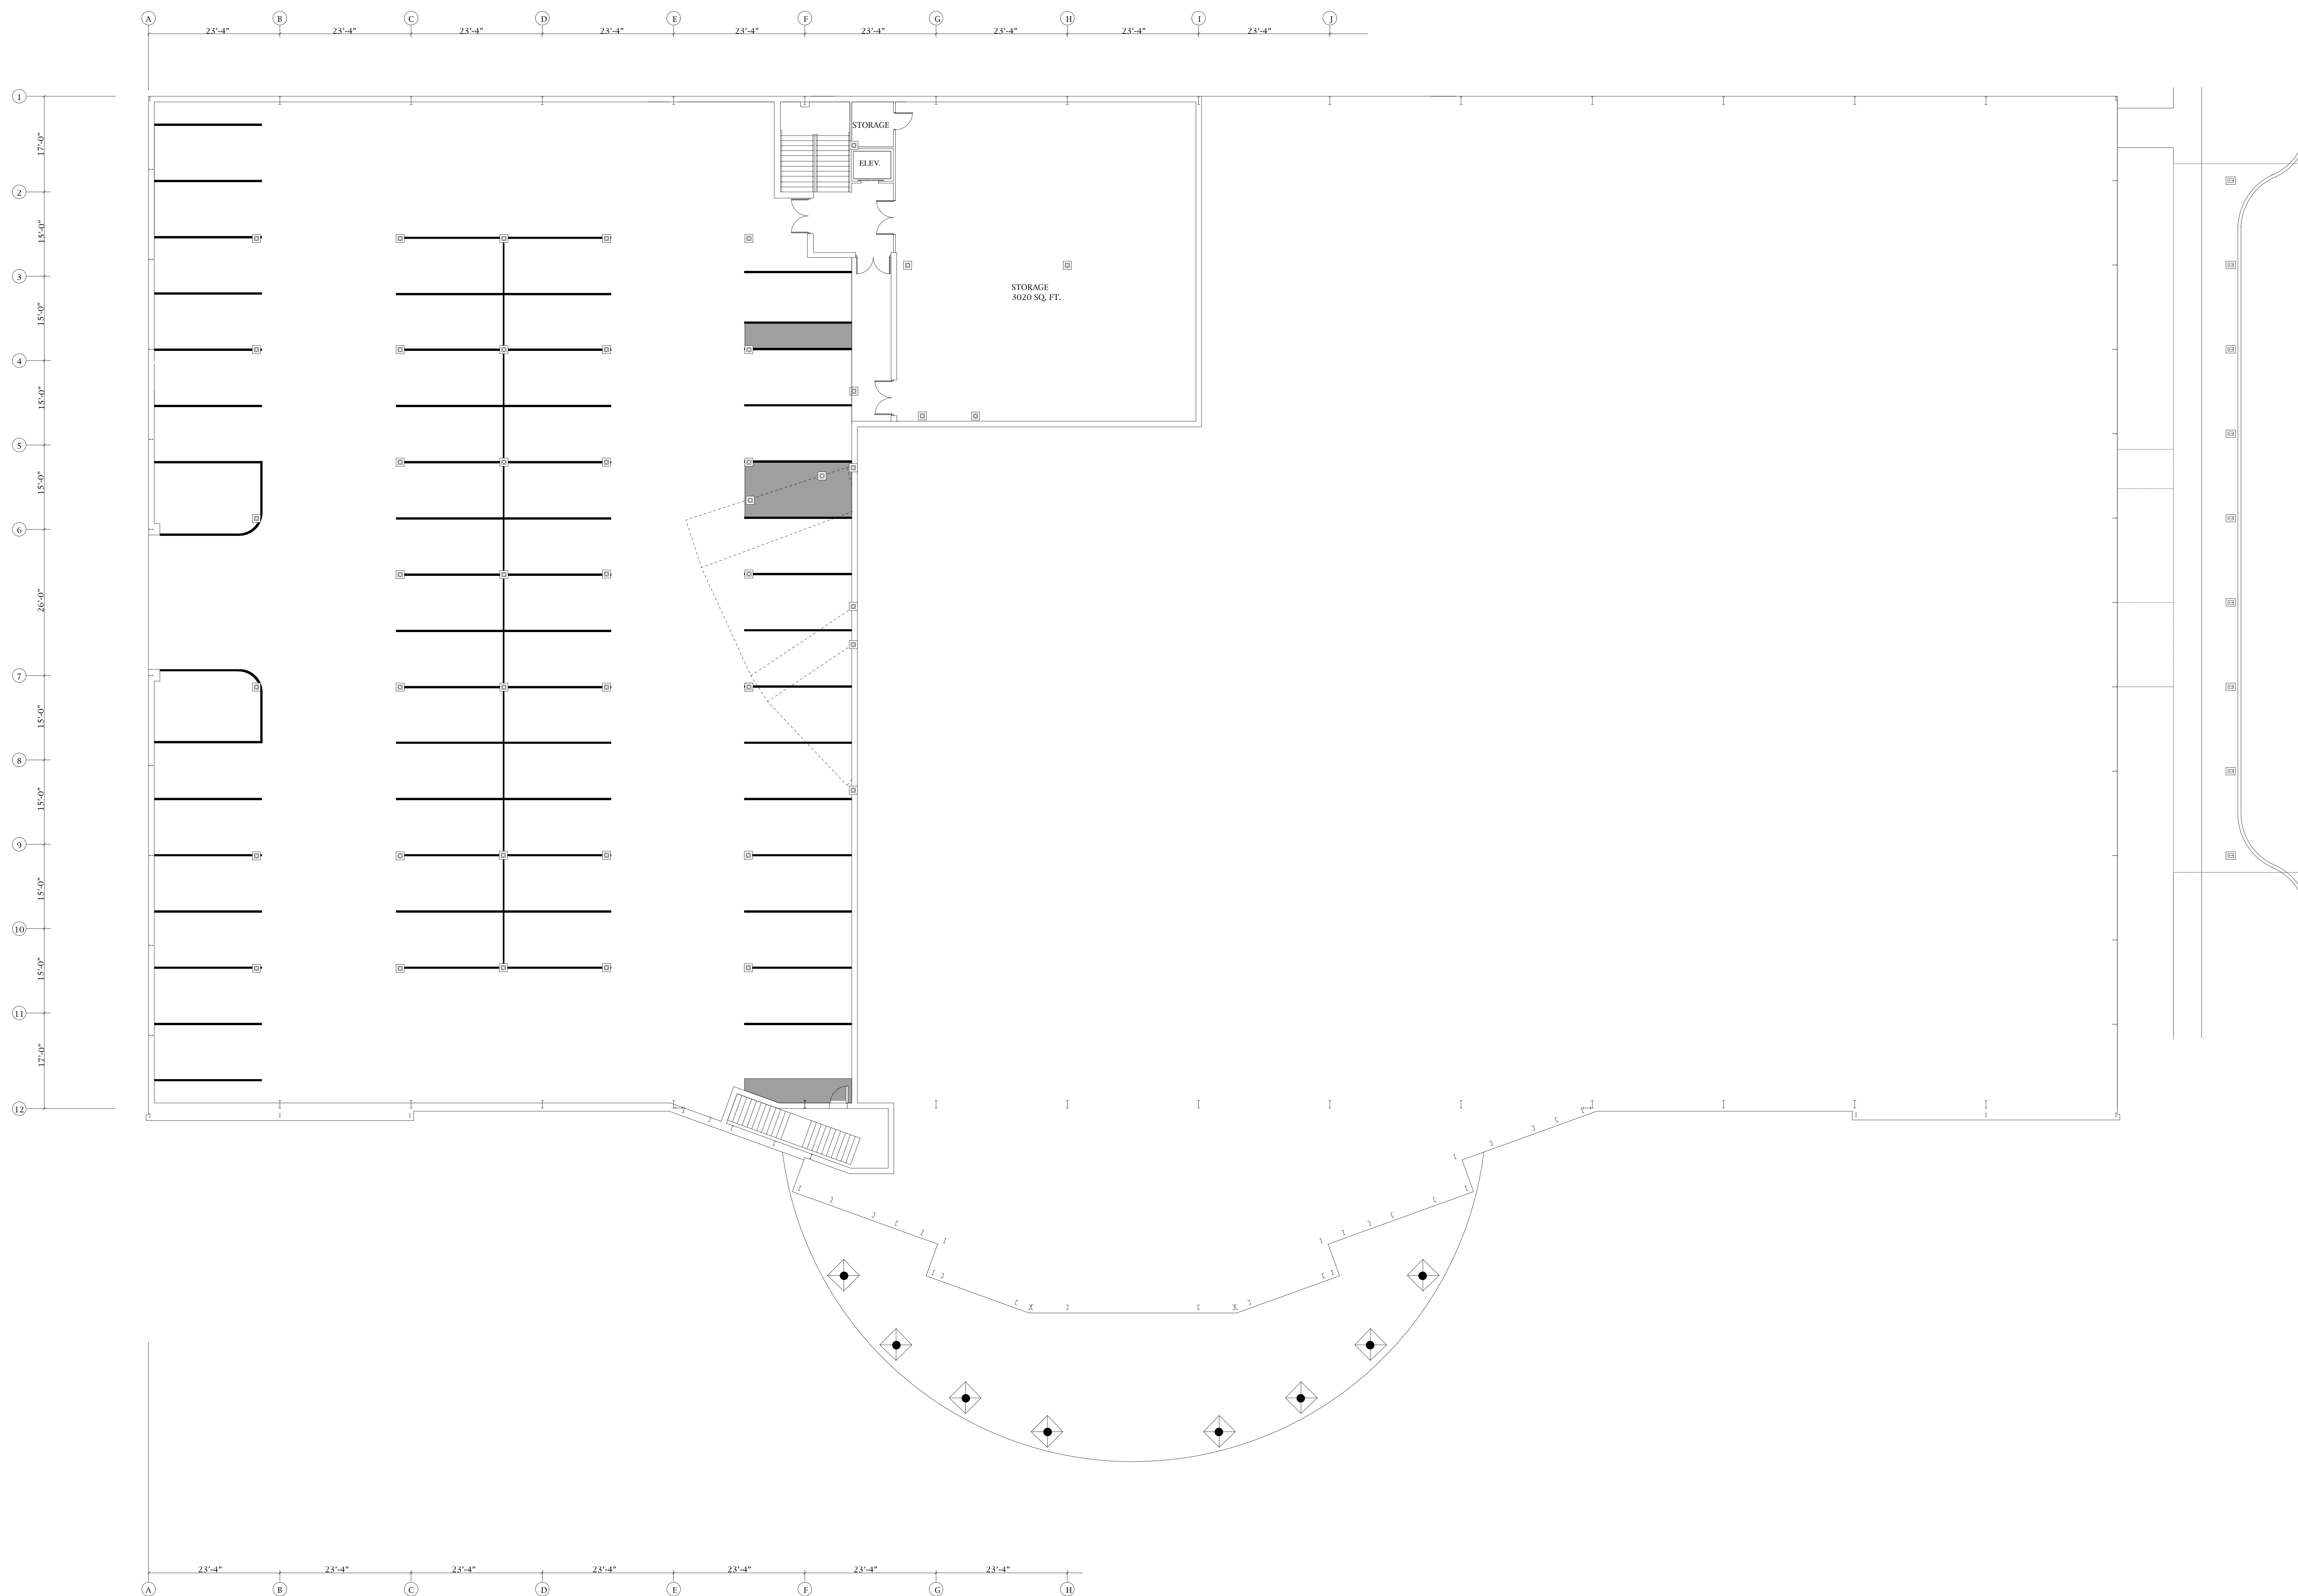 A B C D E F G H I J
23'-4" 23'-4" 23'-4" 23'-4" 23'-4" 23'-4" 23'-4" 23'-4" 23'-4"
1
17'-0"
2
15'-0"
3
15'-0"
4
15'-0"
5
15'-0"
6
26'-0"
7
15'-0"
8
15'-0"
9
15'-0"
10
15'-0"
11
17'-0"
12
STORAGE
ELEV.
STORAGE
3020 SQ, FT.
23'-4" 23'-4" 23'-4" 23'-4" 23'-4" 23'-4" 23'-4"
A B C D E F G H